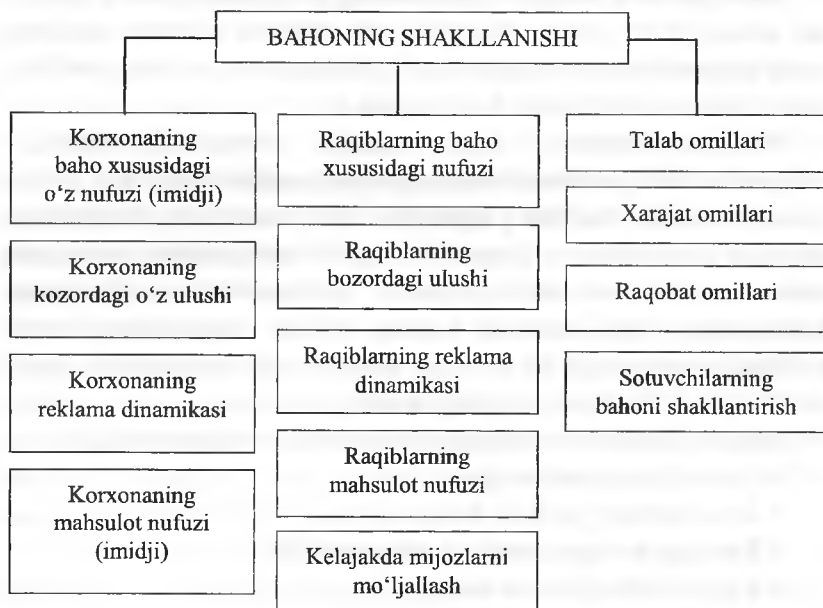 BAHONING SHAKLLANISHI
Korxonaning
baho xususidagi
o‘z nufuzi (imidji)
Korxonaning
kozordagi o‘z ulushi
Korxonaning
reklama dinamikasi
Korxonaning
mahsulot nufuzi
(imidji)
Raqiblarning baho
xususidagi nufuzi
Raqiblarning
bozordagi ulushi
Raqiblarning reklama
dinamikasi
Raqiblarning
mahsulot nufuzi
Kelajakda mijozlarni
mo‘ljallash
Talab omillari
Xarajat omillari
Raqobat omillari
Sotuvchilarning
bahoni shakllantirish